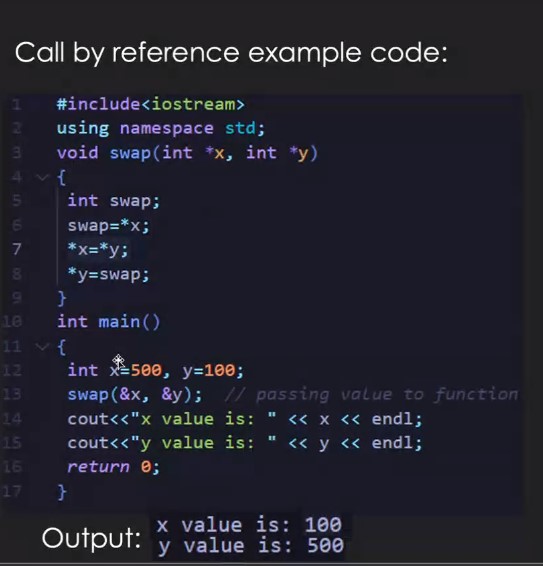 Call by reference example code:
1 #include<iostream>
2 using namespace std;
3 void swap(int *x, int *y)
4 {
5 int swap;
6 swap=*x;
7 *x=*y;
8 *y=swap;
9 }
10 int main()
11 {
12 int x=500, y=100;
13 swap(&x, &y); // passing value to function
14 cout<<"x value is: " << x << endl;
15 cout<<"y value is: " << y << endl;
16 return 0;
17 }
Output: x value is: 100
y value is: 500